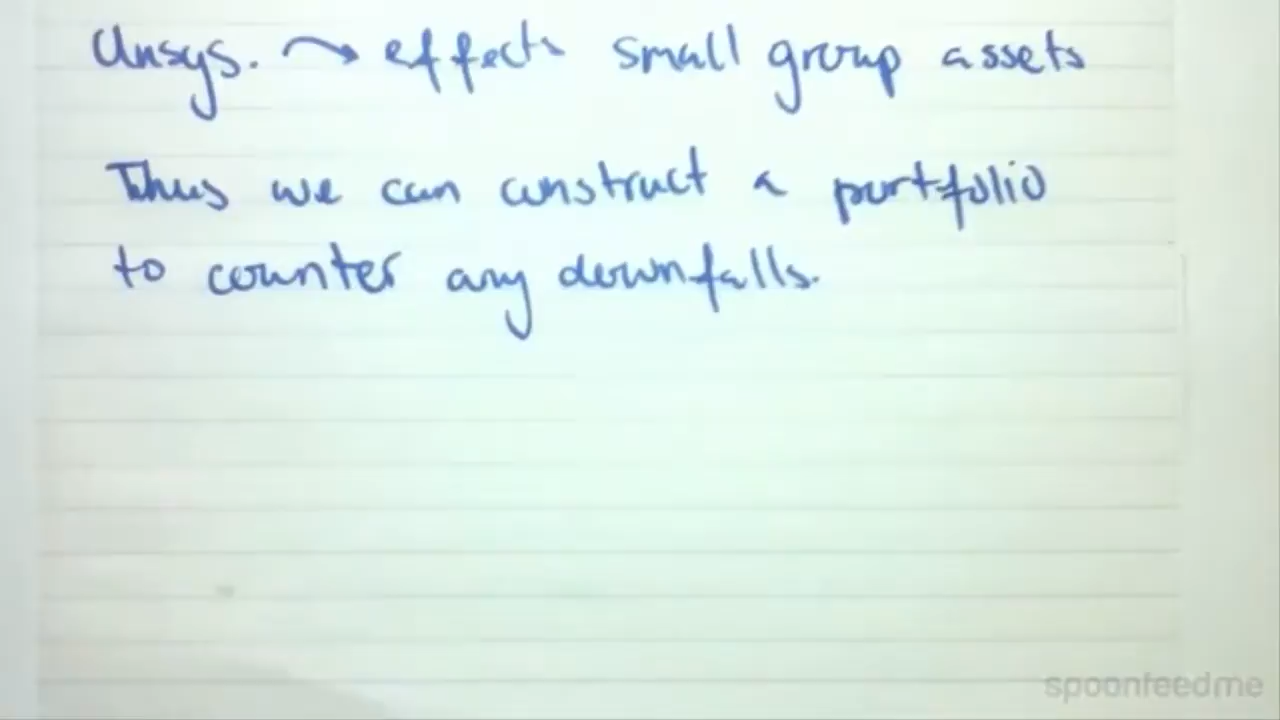 Unsys. → effects small group assets
Thus we can construct a portfolio
to counter any downfalls.
spoonfeedme